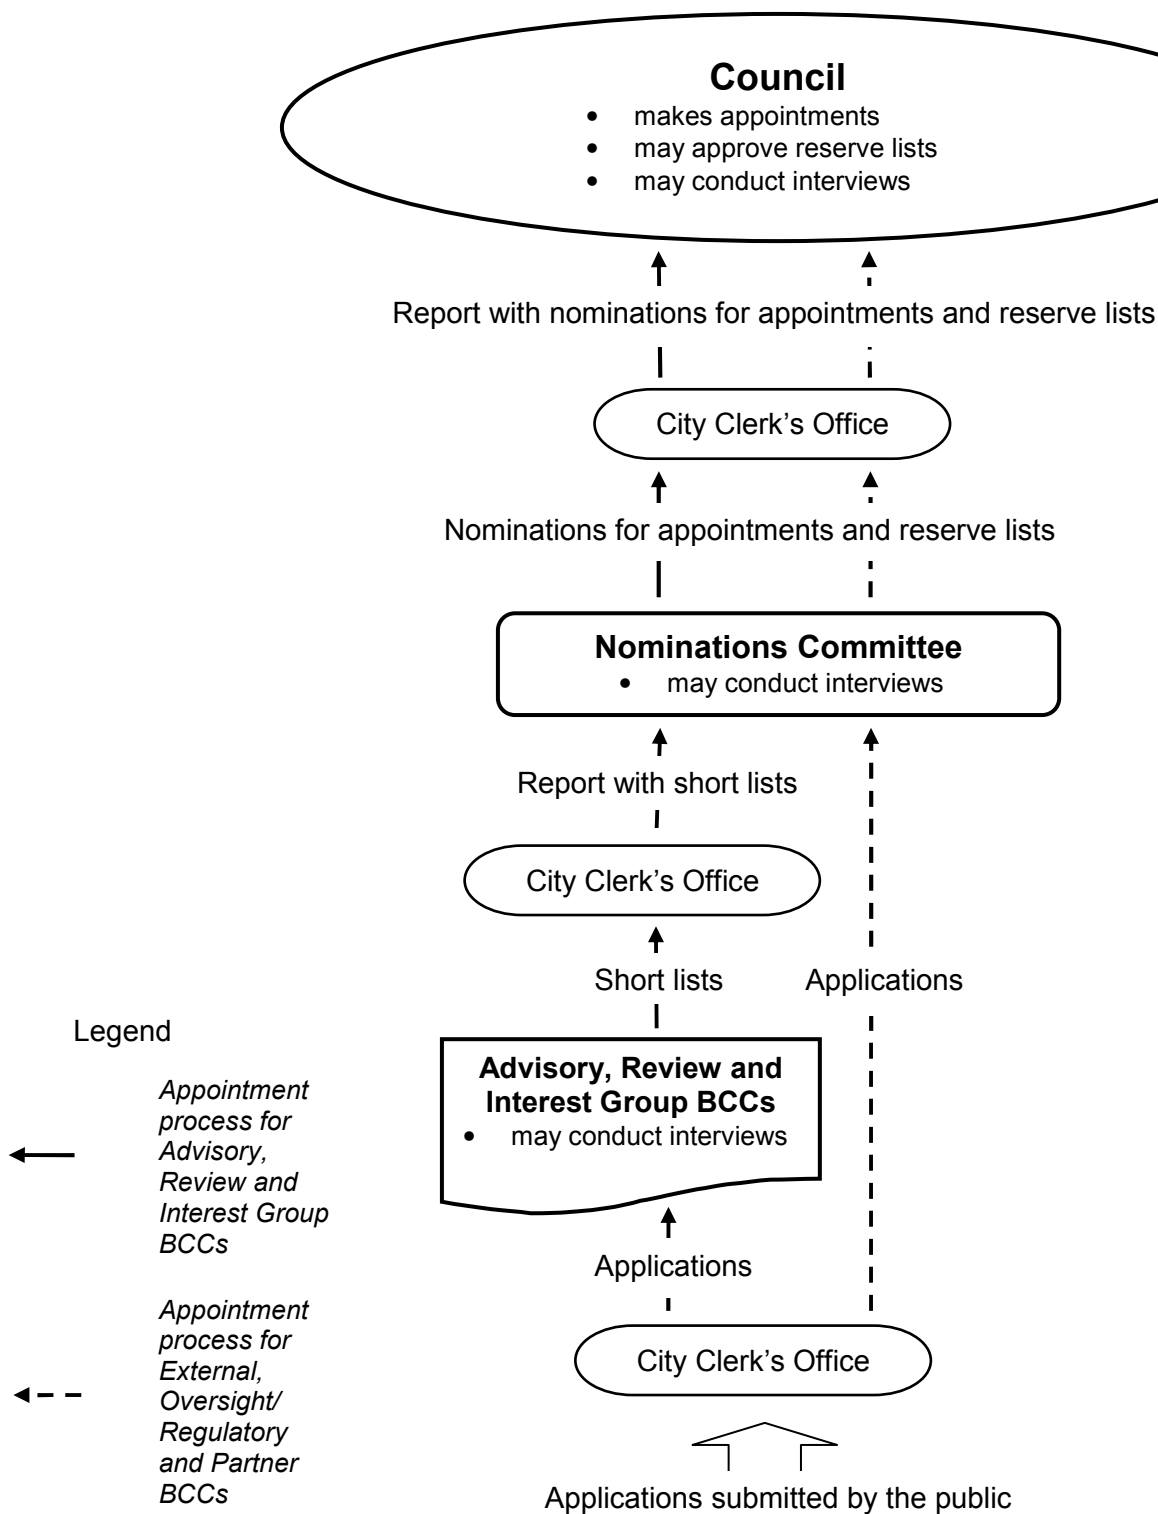 Council
• makes appointments
• may approve reserve lists
• may conduct interviews
Report with nominations for appointments and reserve lists
City Clerk’s Office
Nominations for appointments and reserve lists
Nominations Committee
• may conduct interviews
Report with short lists
City Clerk’s Office
Short lists
Applications
Advisory, Review and
Interest Group BCCs
• may conduct interviews
Applications
City Clerk’s Office
Applications submitted by the public
Legend
Appointment
process for
Advisory,
Review and
Interest Group
BCCs
Appointment
process for
External,
Oversight/
Regulatory
and Partner
BCCs